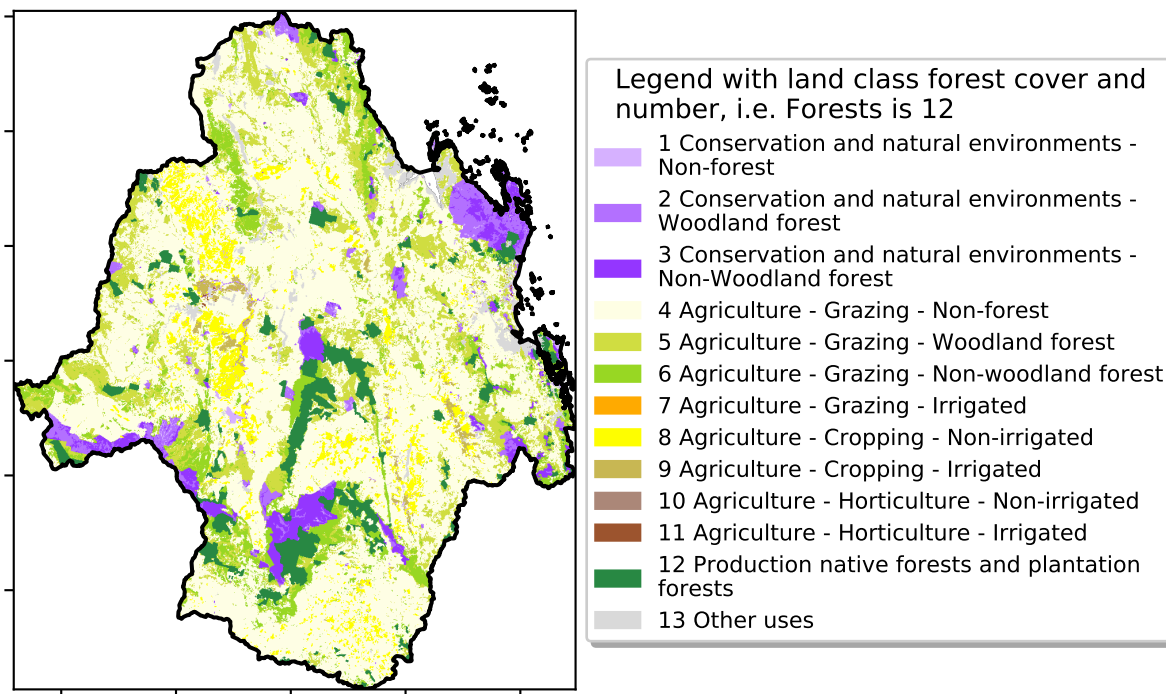 Legend with land class forest cover and
number, i.e. Forests is 12
1 Conservation and natural environments -
Non-forest
2 Conservation and natural environments -
Woodland forest
3 Conservation and natural environments -
Non-Woodland forest
4 Agriculture - Grazing - Non-forest
5 Agriculture - Grazing - Woodland forest
6 Agriculture - Grazing - Non-woodland forest
7 Agriculture - Grazing - Irrigated
8 Agriculture - Cropping - Non-irrigated
9 Agriculture - Cropping - Irrigated
10 Agriculture - Horticulture - Non-irrigated
11 Agriculture - Horticulture - Irrigated
12 Production native forests and plantation
forests
13 Other uses